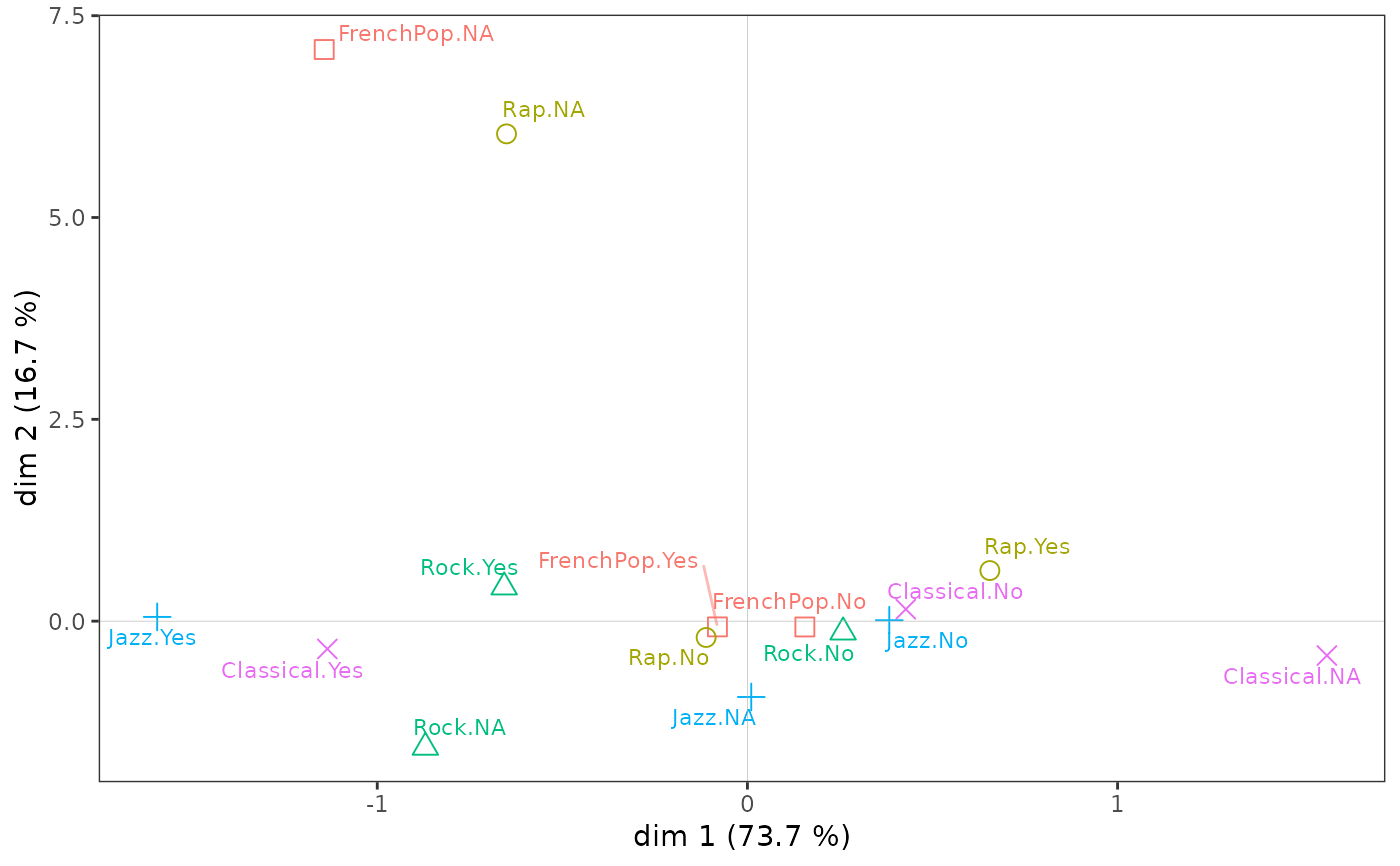 7.5
FrenchPop.NA
Rap.NA
5.0
dim 2 (16.7 %)
2.5
Rap.Yes
FrenchPop.Yes
Rock.Yes
Classical.No
FrenchPop.No
0.0
Jazz.Yes
Jazz.No
Rock.No
Rap.No
Classical.Yes
Classical.NA
Jazz.NA
Rock.NA
-1
0
1
dim 1 (73.7 %)